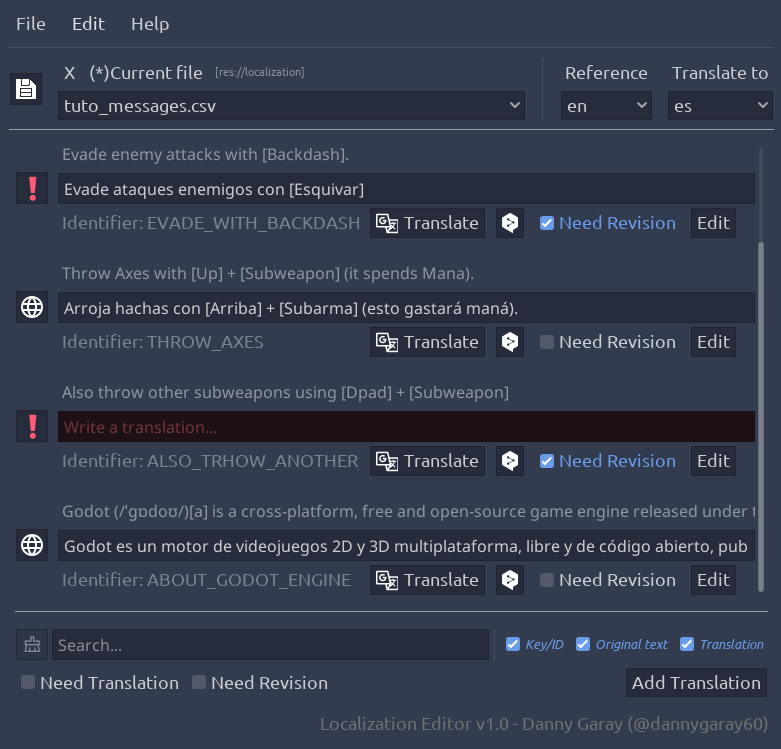 File Edit Help
X (*)Current file [res://localization] Reference Translate to
tuto_messages.csv en es
Evade enemy attacks with [Backdash].
Evade ataques enemigos con [Esquivar]
Identifier: EVADE_WITH_BACKDASH Translate Need Revision Edit
Throw Axes with [Up] + [Subweapon] (it spends Mana).
Arroja hachas con [Arriba] + [Subarma] (esto gastará maná).
Identifier: THROW_AXES Translate Need Revision Edit
Also throw other subweapons using [Dpad] + [Subweapon]
Write a translation...
Identifier: ALSO_TRHOW_ANOTHER_ Translate Need Revision Edit
Godot (/ˈɡɒdoʊ/)[a] is a cross-platform, free and open-source game engine released under t
Godot es un motor de videojuegos 2D y 3D multiplataforma, libre y de código abierto, pub
Identifier: ABOUT_GODOT_ENGINE Translate Need Revision Edit
Search... Key/ID Original text Translation
Need Translation Need Revision Add Translation
Localization Editor v1.0 - Danny Garay (@dannygaray60)